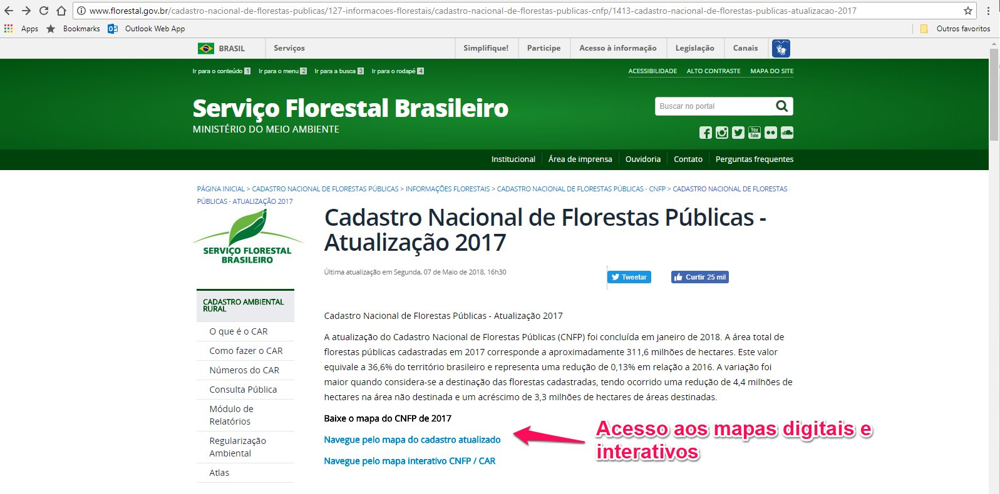 www.florestal.gov.br/cadastro-nacional-de-florestas-publicas/127-informacoes-florestais/cadastro-nacional-de-florestas-publicas-cnfp/1413-cadastro-nacional-de-florestas-publicas-atualizacao-2017
Apps Bookmarks Outlook Web App Outros favoritos
BRASIL Serviços Simplifique! Participe Acesso à informação Legislação Canais
Ir para o conteúdo 1 Ir para o menu 2 Ir para a busca 3 Ir para o rodapé 4 ACESSIBILIDADE ALTO CONTRASTE MAPA DO SITE
Serviço Florestal Brasileiro
Buscar no portal
MINISTÉRIO DO MEIO AMBIENTE
You Tube
Institucional Área de imprensa Ouvidoria Contato Perguntas frequentes
PÁGINA INICIAL > CADASTRO NACIONAL DE FLORESTAS PÚBLICAS > INFORMAÇÕES FLORESTAIS > CADASTRO NACIONAL DE FLORESTAS PÚBLICAS - CNFP > CADASTRO NACIONAL DE FLORESTAS
PÚBLICAS - ATUALIZAÇÃO 2017
SERVIÇO FLORESTAL
BRASILEIRO
CADASTRO AMBIENTAL
RURAL
O que é o CAR
Como fazer o CAR
Números do CAR
Consulta Pública
Módulo de
Relatórios
Regularização
Ambiental
Atlas
Cadastro Nacional de Florestas Públicas -
Atualização 2017
Última atualização em Segunda, 07 de Maio de 2018, 16h30
Tweetar
Curtir 25 mil
Cadastro Nacional de Florestas Públicas - Atualização 2017
A atualização do Cadastro Nacional de Florestas Públicas (CNFP) foi concluída em janeiro de 2018. A área total de
florestas públicas cadastradas em 2017 corresponde a aproximadamente 311,6 milhões de hectares. Este valor
equivale a 36,6% do território brasileiro e representa uma redução de 0,13% em relação a 2016. A variação foi
maior quando considera-se a destinação das florestas cadastradas, tendo ocorrido uma redução de 4,4 milhões de
hectares na área não destinada e um acréscimo de 3,3 milhões de hectares de áreas destinadas.
Baixe o mapa do CNFP de 2017
Navegue pelo mapa do cadastro atualizado
Navegue pelo mapa interativo CNFP / CAR
Acesso aos mapas digitais e
interativos